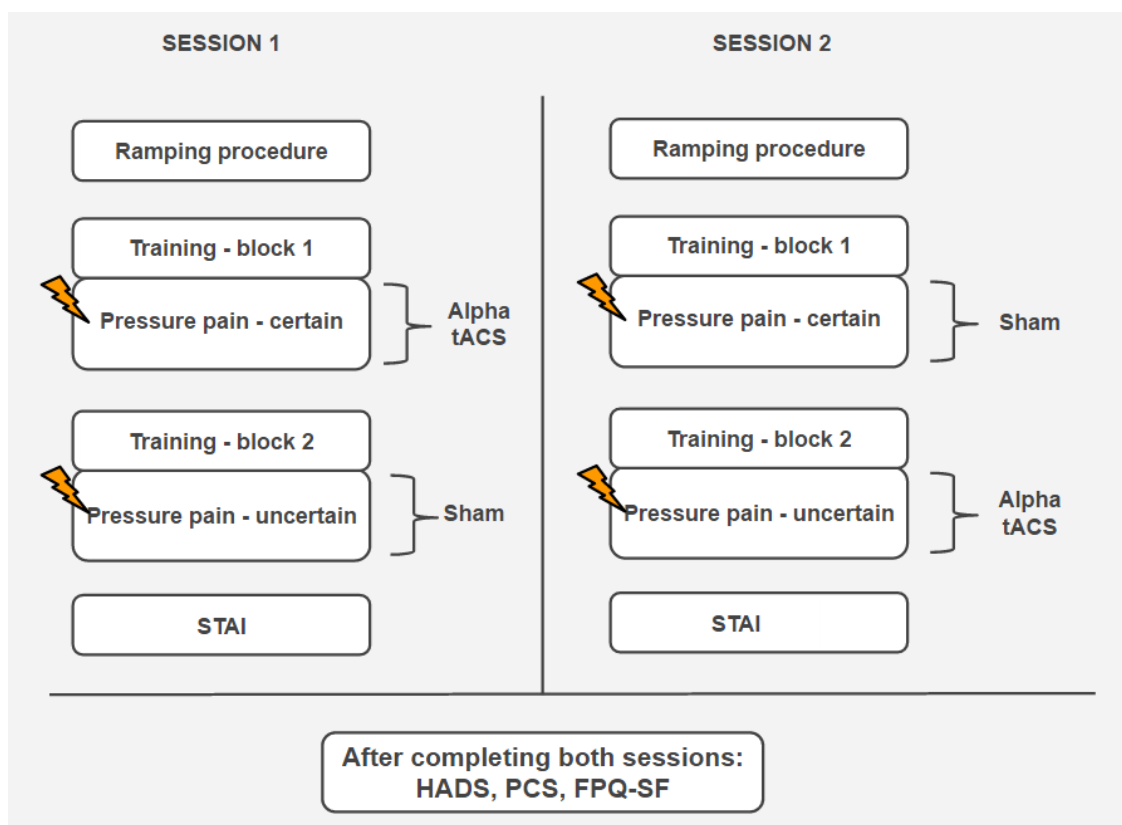 SESSION 1
Ramping procedure
Training - block 1
Pressure pain - certain
Alpha
tACS
Training - block 2
Pressure pain - uncertain
Sham
STAI
SESSION 2
Ramping procedure
Training - block 1
Pressure pain - certain
Sham
Training - block 2
Pressure pain - uncertain
Alpha
tACS
STAI
After completing both sessions:
HADS, PCS, FPQ-SF